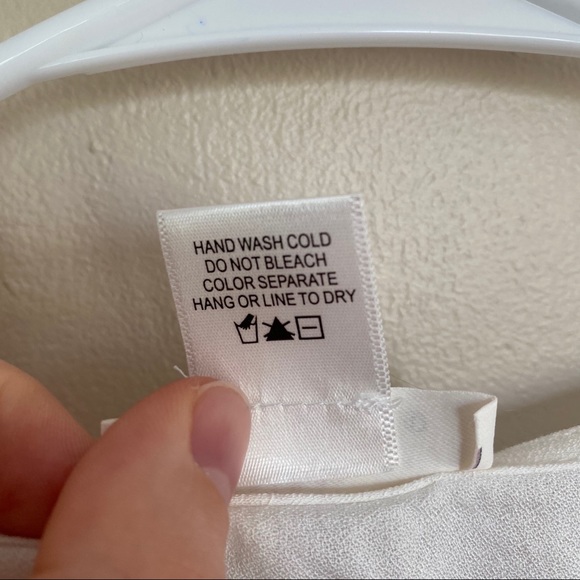 HAND WASH COLD
DO NOT BLEACH
COLOR SEPARATE
HANG OR LINE TO DRY